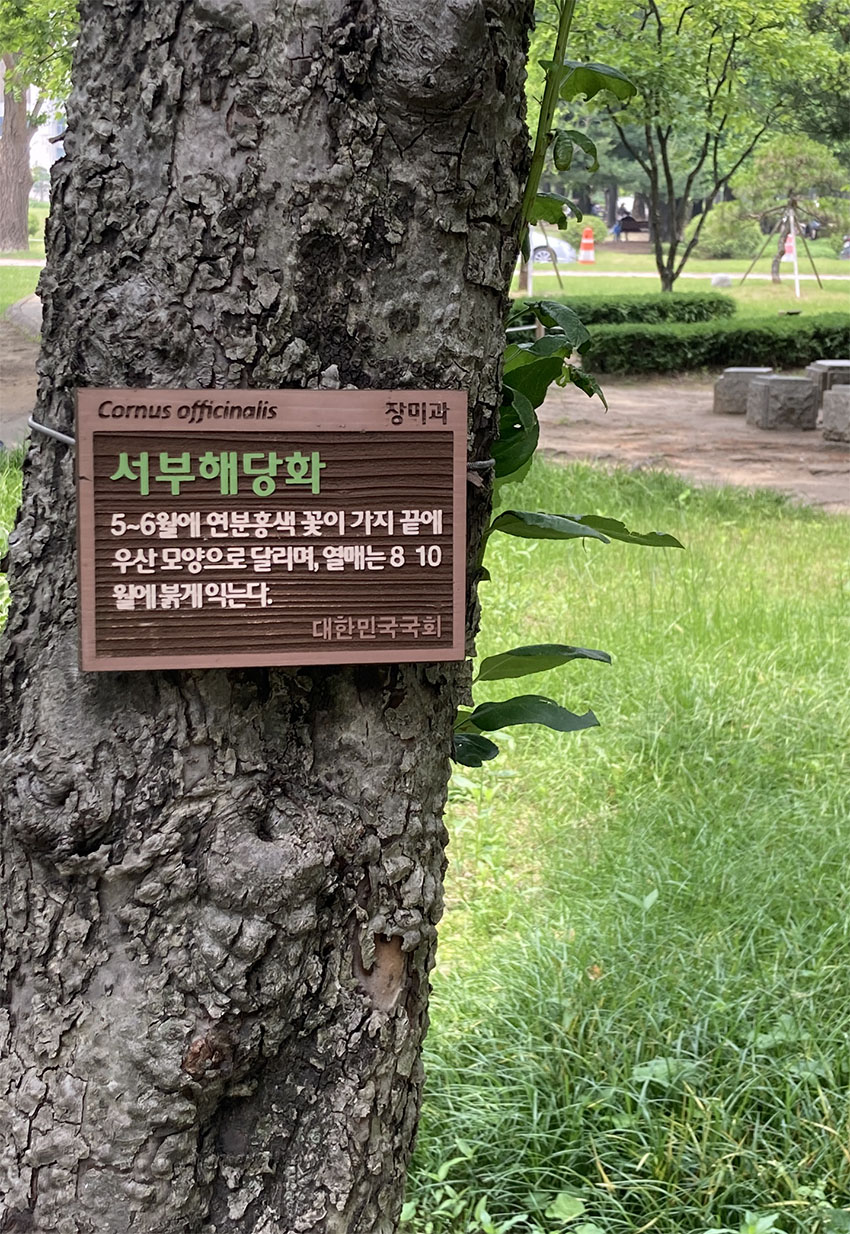 Cornus officinalis 장미과
서부해당화
5~6월에 연분홍색 꽃이 가지 끝에
우산 모양으로 달리며, 열매는 8 10
월에 붉게 익는다.
대한민국국회